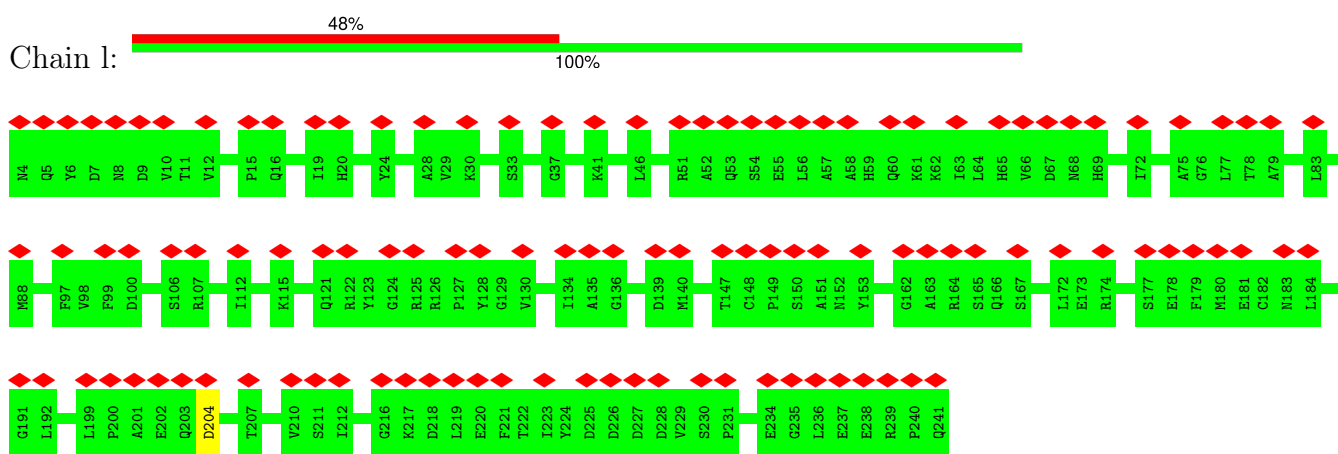 48%
Chain l:
100%
N4 Q5 Y6 D7 N8 D9 V10 T11 V12 P15 Q16 I19 H20 Y24 A28 V29 K30 S33 G37 K41 L46 R51 A52 Q53 S54 E55 L56 A57 A58 H59 Q60 K61 K62 I63 L64 H65 V66 D67 N68 H69 I72 A75 G76 L77 T78 A79 L83
M88 F97 V98 F99 D100 S106 R107 I112 K115 Q121 R122 Y123 G124 R125 R126 P127 Y128 G129 V130 I134 A135 G136 D139 M140 T147 C148 P149 S150 A151 N152 Y153 G162 A163 R164 S165 Q166 S167 L172 E173 R174 S177 E178 F179 M180 E181 C182 N183 L184
G191 L192 L199 P200 A201 E202 Q203 D204 T207 V210 S211 I212 G216 K217 D218 L219 E220 F221 T222 I223 Y224 D225 D226 D227 D228 V229 S230 P231 E234 G235 L236 E237 E238 R239 P240 Q241